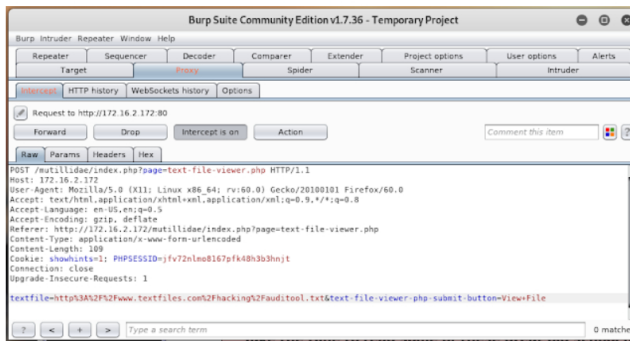 Burp Suite Community Edition v1.7.36 - Temporary Project
Burp Intruder Repeater Window Help
Repeater Sequencer Decoder Comparer Extender Project options User options Alerts
Target Proxy Spider Scanner Intruder
Intercept HTTP history WebSockets history Options
Request to http://172.16.2.172:80
Forward Drop Intercept is on Action Comment this item
Raw Params Headers Hex
POST /mutillidae/index.php?page=text-file-viewer.php HTTP/1.1
Host: 172.16.2.172
User-Agent: Mozilla/5.0 (X11; Linux x86_64; rv:60.0) Gecko/20100101 Firefox/60.0
Accept: text/html,application/xhtml+xml,application/xml;q=0.9,*/*;q=0.8
Accept-Language: en-US,en;q=0.5
Accept-Encoding: gzip, deflate
Referer: http://172.16.2.172/mutillidae/index.php?page=text-file-viewer.php
Content-Type: application/x-www-form-urlencoded
Content-Length: 109
Cookie: showhints=1; PHPSESSID=jfv72nlmo8167pfk48h3b3hnjt
Connection: close
Upgrade-Insecure-Requests: 1
textfile=http%3A%2F%2Fwww.textfiles.com%2Fhacking%2Fauditool.txt&text-file-viewer-php-submit-button=View+File
? < + > Type a search term 0 matche